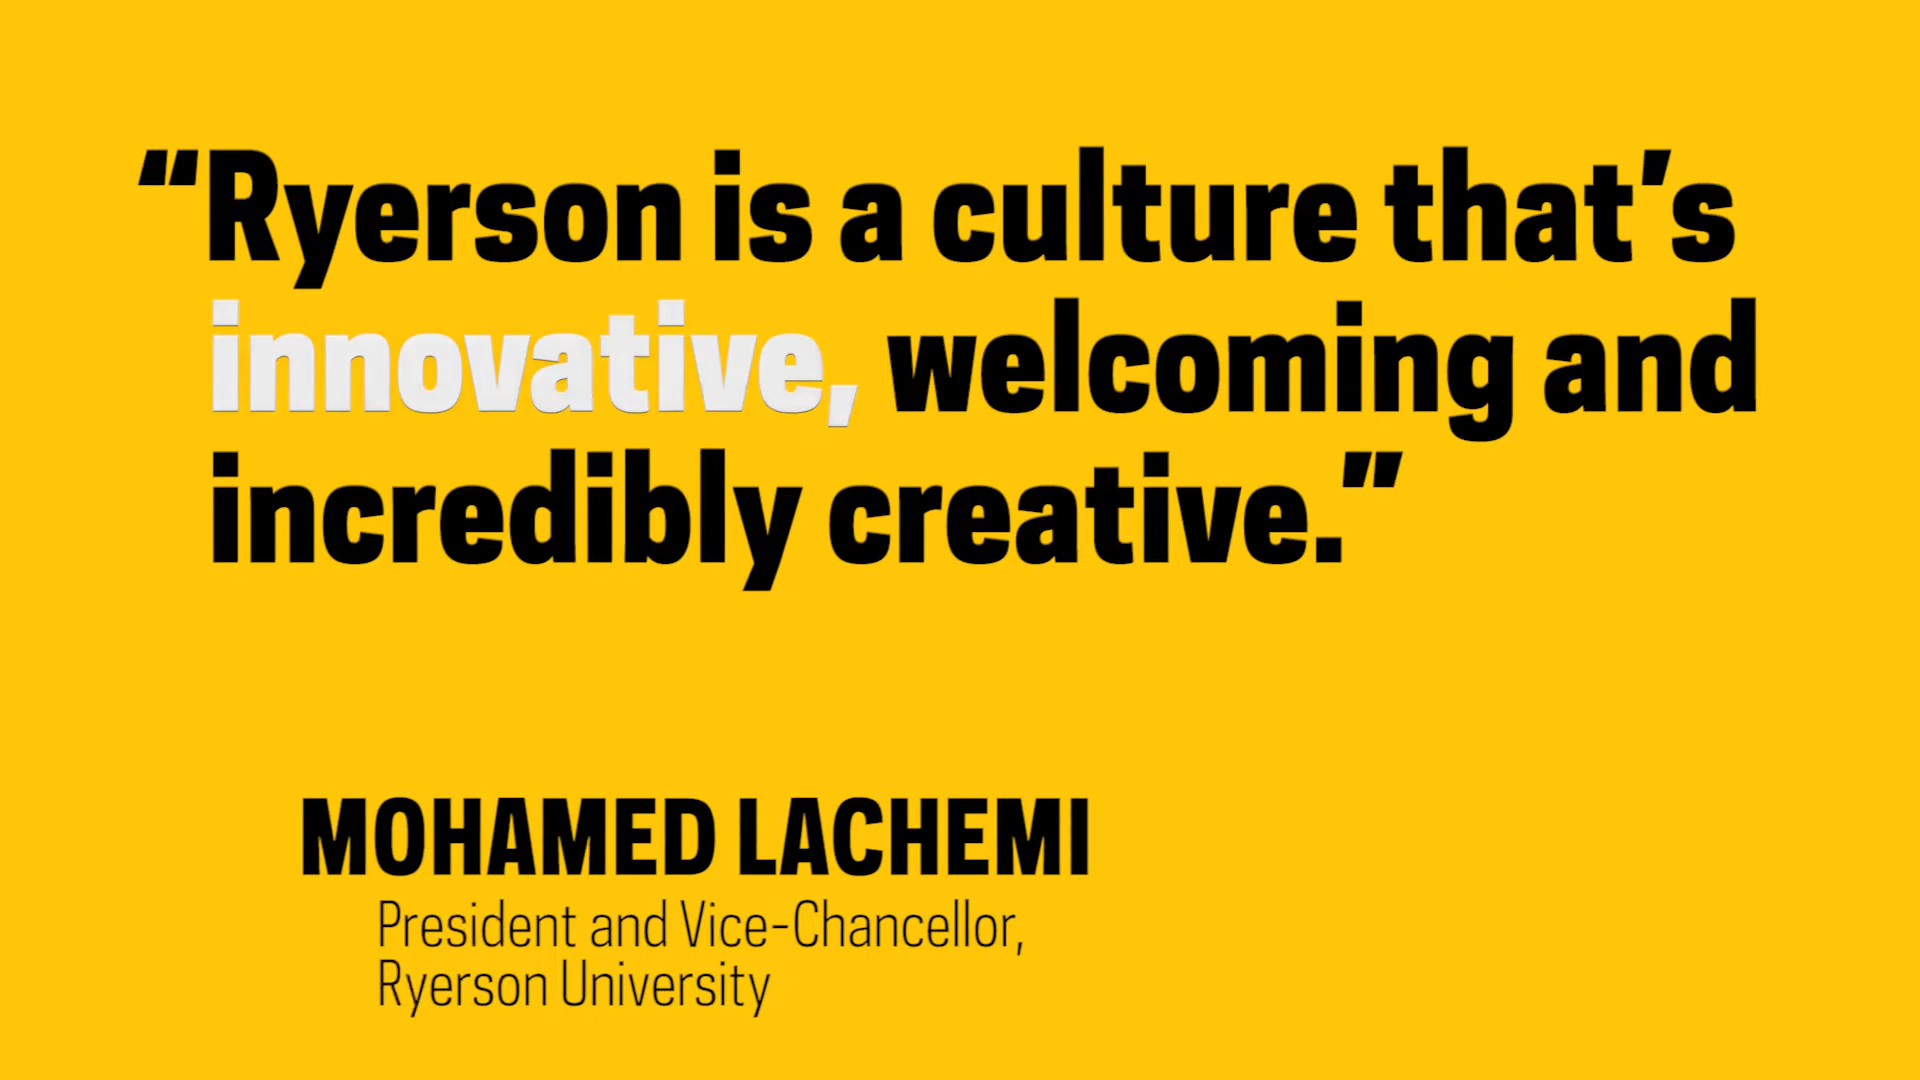 “Ryerson is a culture that’s
innovative, welcoming and
incredibly creative.”
MOHAMED LACHEMI
President and Vice-Chancellor,
Ryerson University